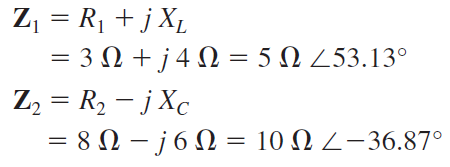 Z₁ = R₁ + j X_L
= 3 Ω + j 4 Ω = 5 Ω ∠53.13°
Z₂ = R₂ − j X_C
= 8 Ω − j 6 Ω = 10 Ω ∠−36.87°